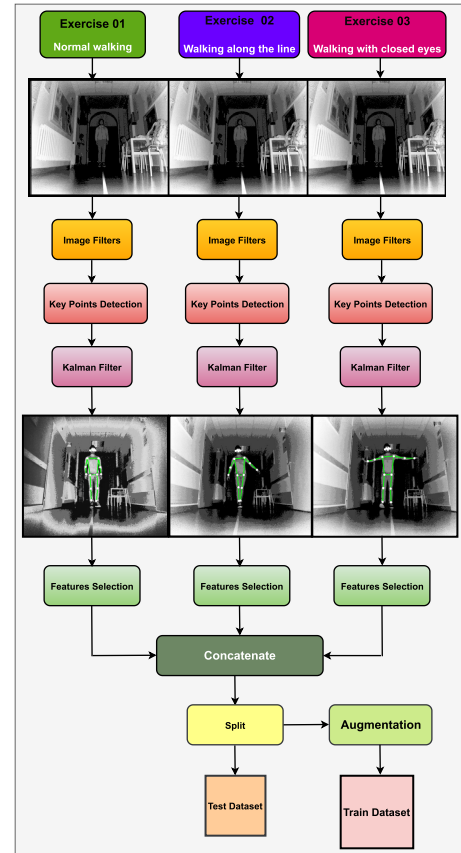 Exercise 01
Normal walking
Exercise 02
Walking along the line
Exercise 03
Walking with closed eyes
Image Filters
Image Filters
Image Filters
Key Points Detection
Key Points Detection
Key Points Detection
Kalman Filter
Kalman Filter
Kalman Filter
Features Selection
Features Selection
Features Selection
Concatenate
Split
Augmentation
Test Dataset
Train Dataset